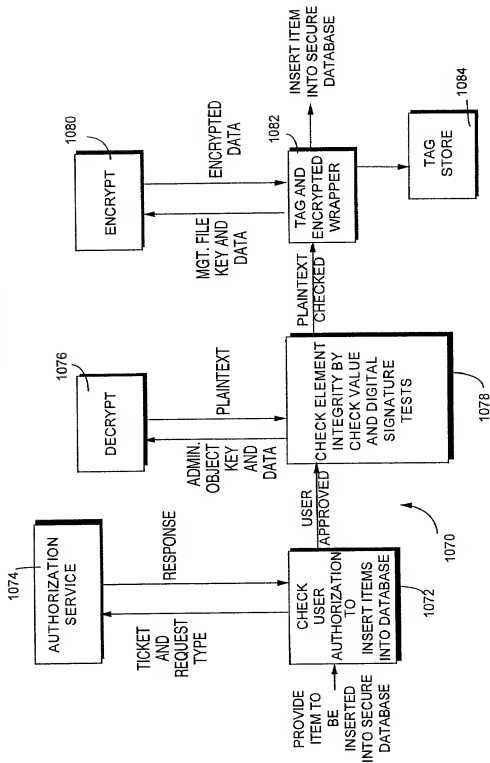 1074
AUTHORIZATION
SERVICE
TICKET AND
REQUEST
TYPE
RESPONSE
PROVIDE
ITEM TO
BE
INSERTED
INTO SECURE
DATABASE
CHECK
USER
AUTHORIZATION
TO
INSERT ITEMS
INTO DATABASE
1072
1070
USER
APPROVED
1076
DECRYPT
ADMIN.
OBJECT
KEY
AND
DATA
PLAINTEXT
CHECK ELEMENT
INTEGRITY BY
CHECK VALUE
AND DIGITAL
SIGNATURE
TESTS
1078
PLAINTEXT
CHECKED
1080
ENCRYPT
MGT. FILE
KEY AND
DATA
ENCRYPTED
DATA
1082
TAG AND
ENCRYPTED
WRAPPER
INSERT ITEM
INTO SECURE
DATABASE
TAG
STORE
1084